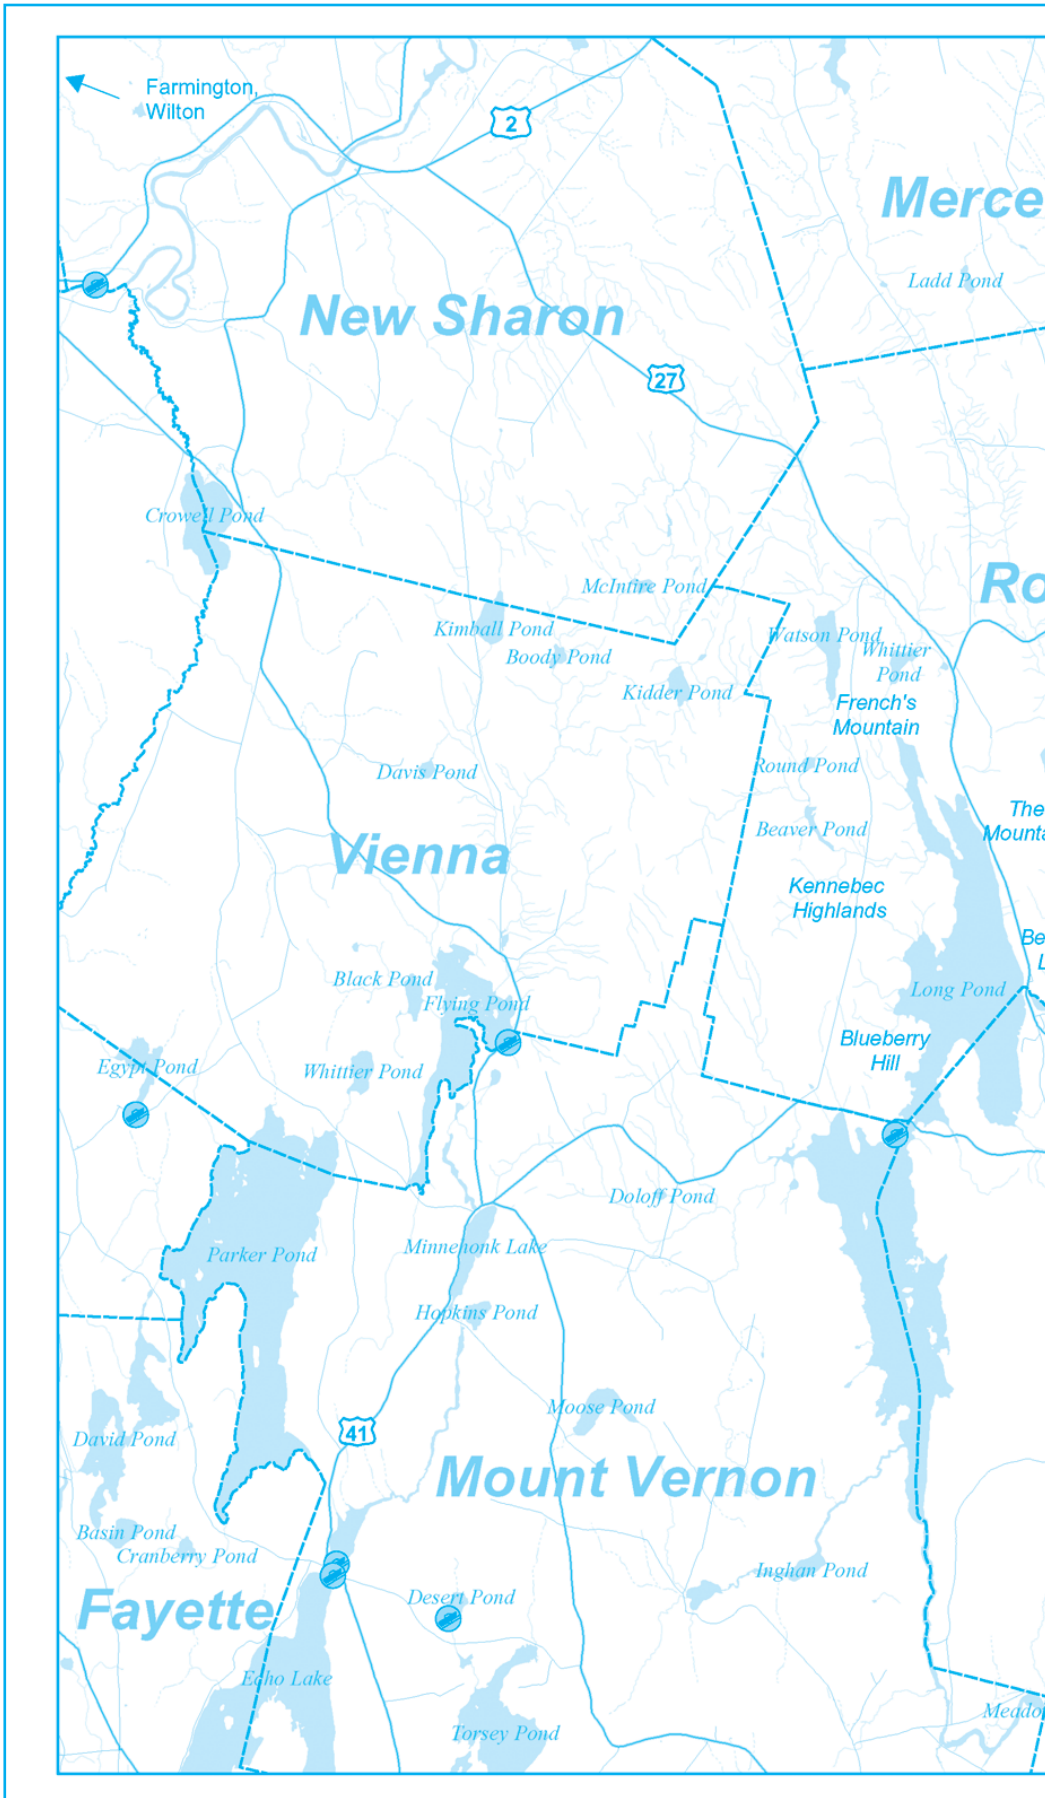 Farmington,
Wilton
2
Merce
Ladd Pond
New Sharon
27
Crowell Pond
Ro
McIntire Pond
Kimball Pond
Boody Pond
Watson Pond
Whittier
Pond
Kidder Pond
French's
Mountain
Round Pond
Davis Pond
The
Mounta
Beaver Pond
Vienna
Kennebec
Highlands
Be
L
Black Pond
Flying Pond
Long Pond
Blueberry
Hill
Egypt Pond
Whittier Pond
Doloff Pond
Parker Pond
Minnehonk Lake
Hopkins Pond
Moose Pond
41
David Pond
Mount Vernon
Basin Pond
Cranberry Pond
Inghan Pond
Desert Pond
Fayette
Echo Lake
Meado
Torsey Pond